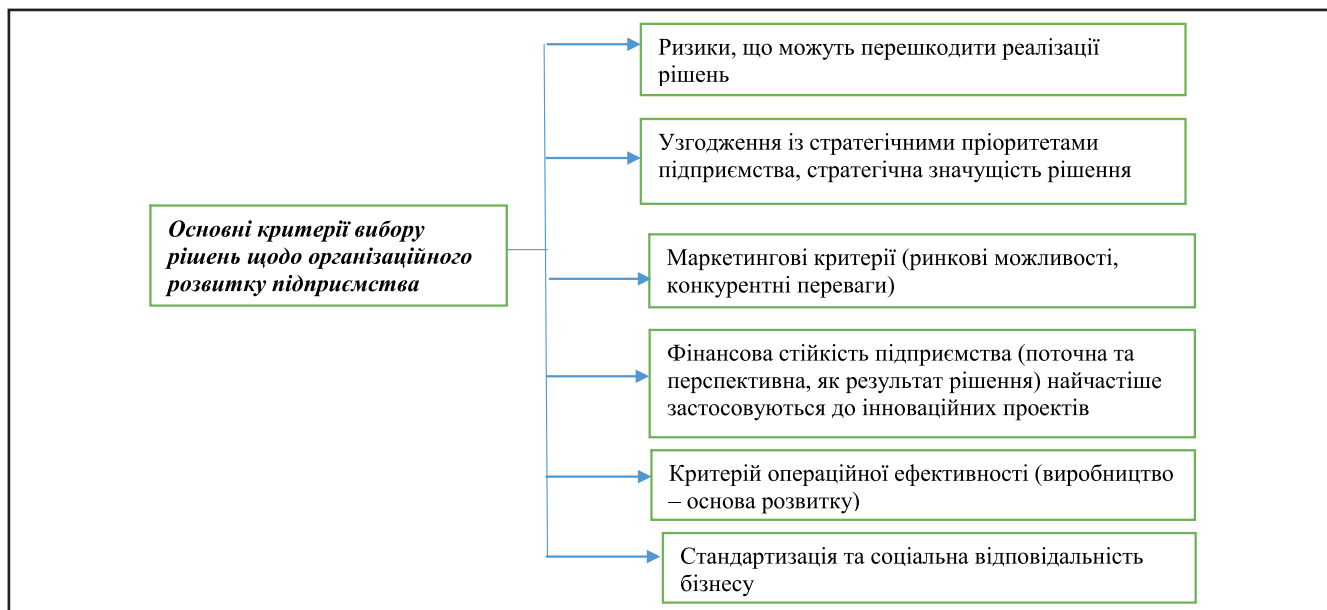 Ризики, що можуть перешкодити реалізації
рішень
Узгодження із стратегічними пріоритетами
підприємства, стратегічна значущість рішення
Основні критерії вибору
рішень щодо організаційного
розвитку підприємства
Маркетингові критерії (ринкові можливості,
конкурентні переваги)
Фінансова стійкість підприємства (поточна та
перспективна, як результат рішення) найчастіше
застосовуються до інноваційних проектів
Критерій операційної ефективності (виробництво
– основа розвитку)
Стандартизація та соціальна відповідальність
бізнесу